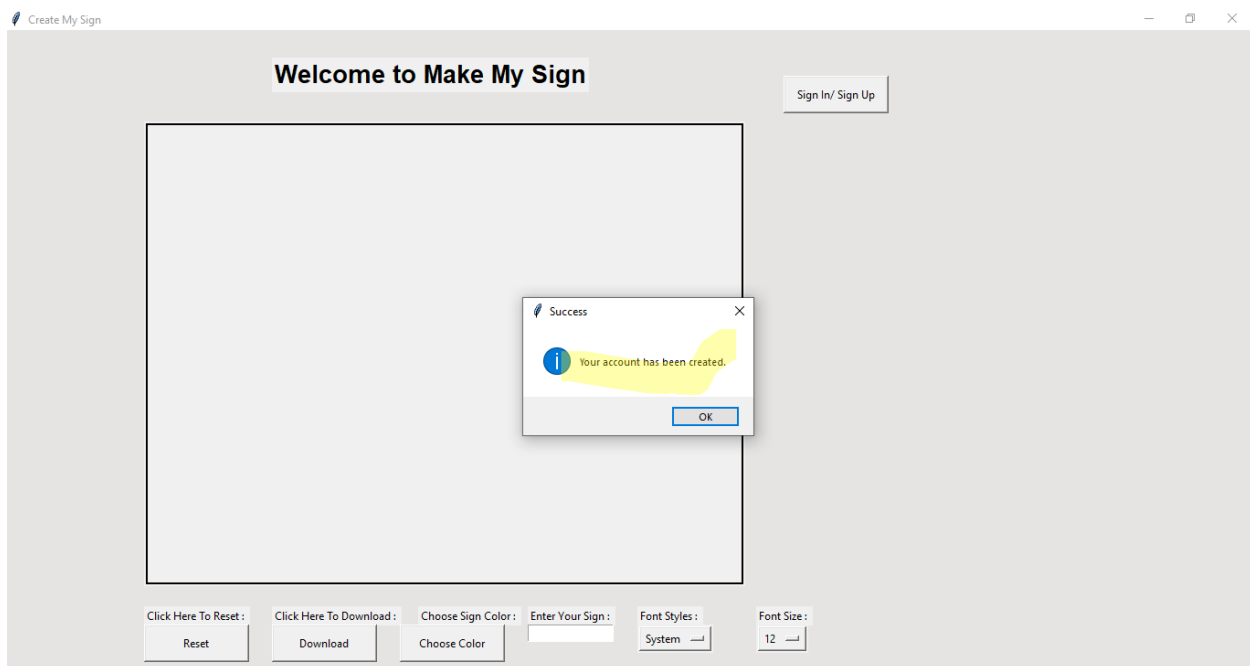 Create My Sign
Welcome to Make My Sign
Sign In/ Sign Up
Success
Your account has been created.
OK
Click Here To Reset :
Click Here To Download :
Choose Sign Color :
Enter Your Sign :
Font Styles :
Font Size :
Reset
Download
Choose Color
System
12